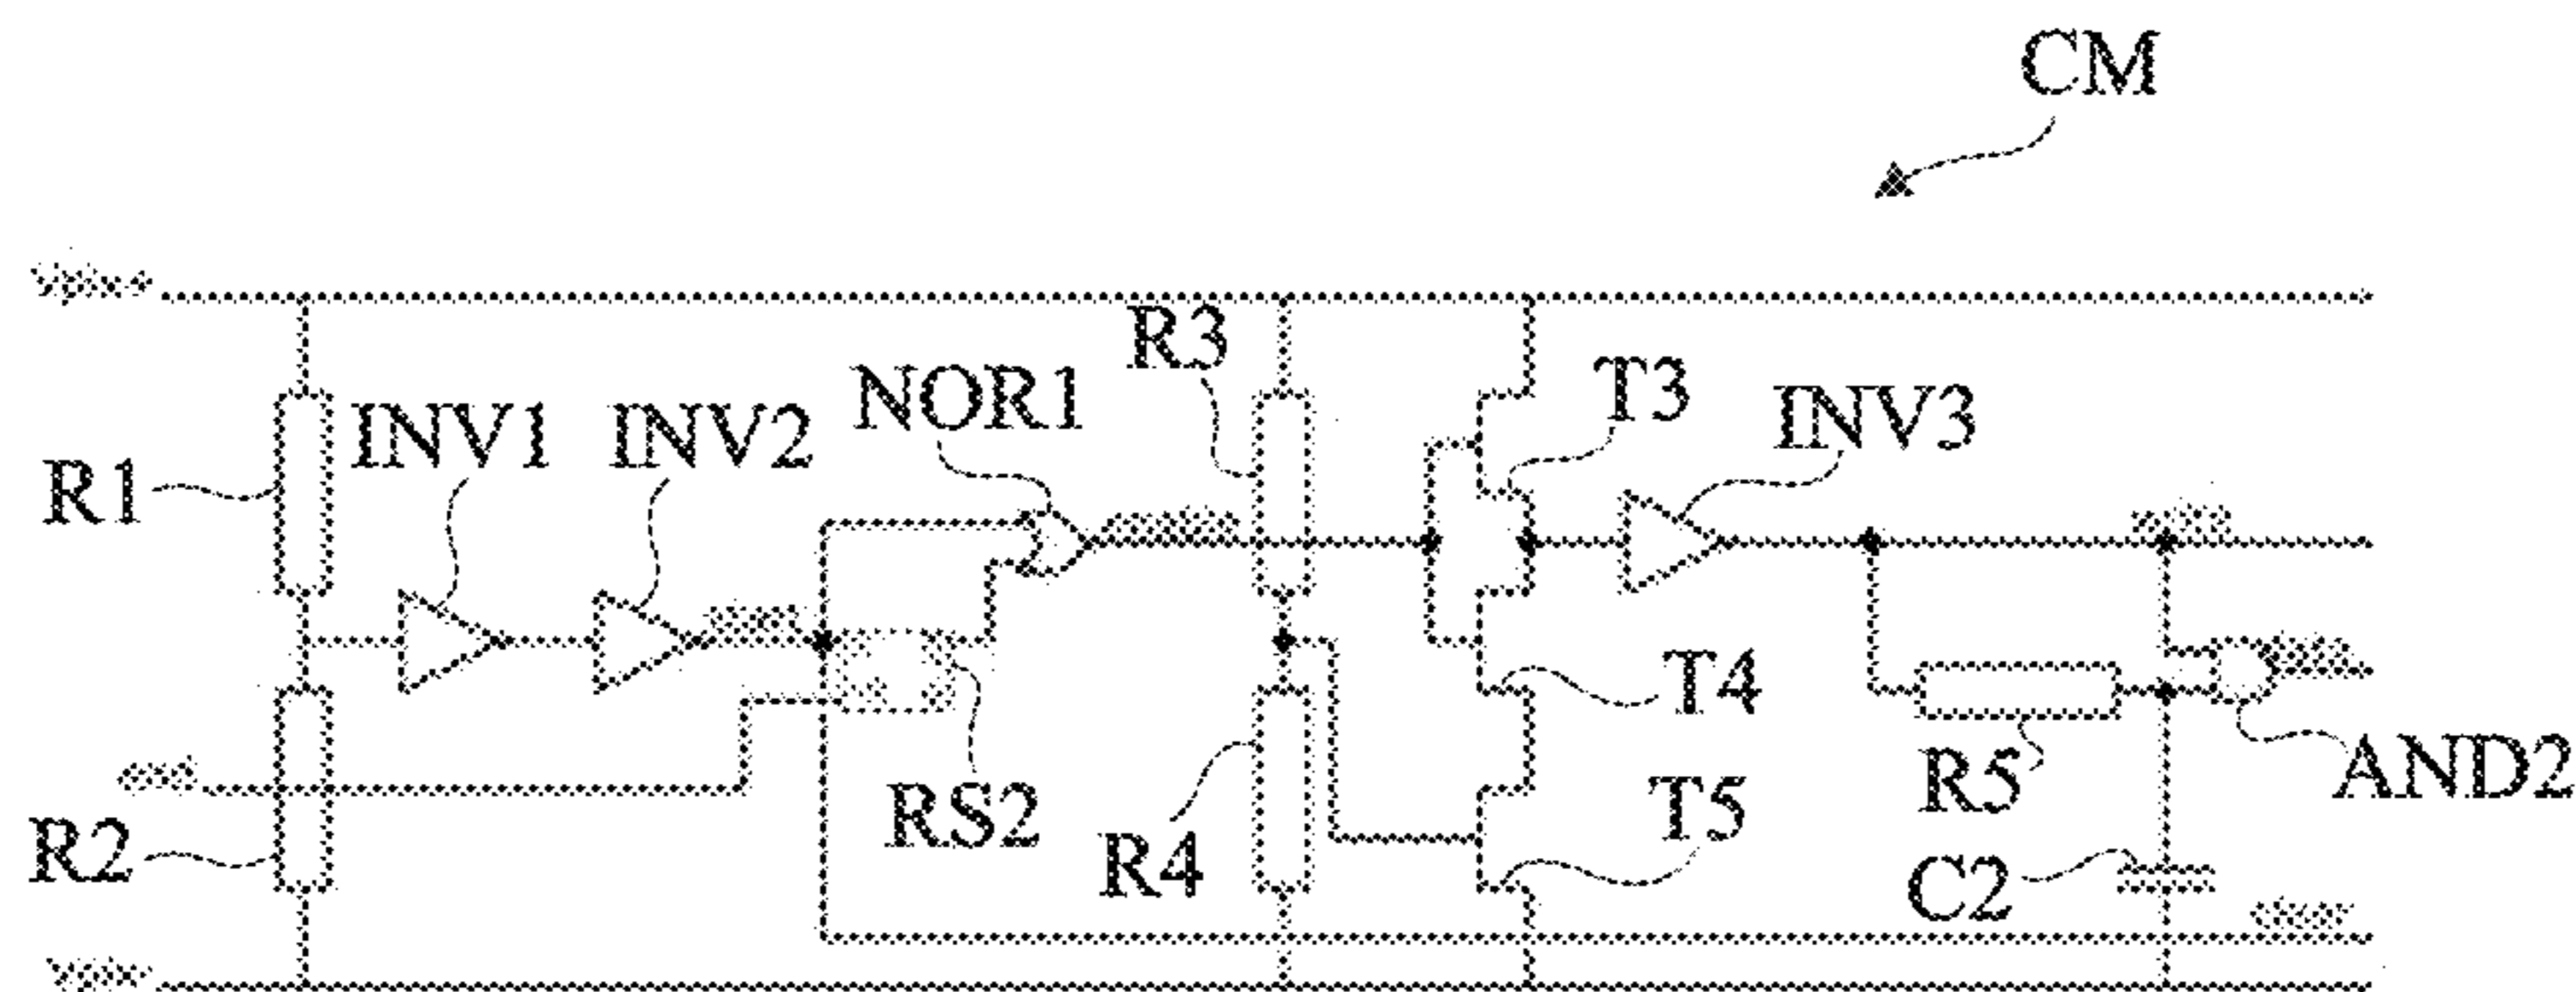 CM
R3
NOR1
T3
INV1
INV2
INV3
R1
T4
RS2
T5
R5
AND2
R2
R4
C2